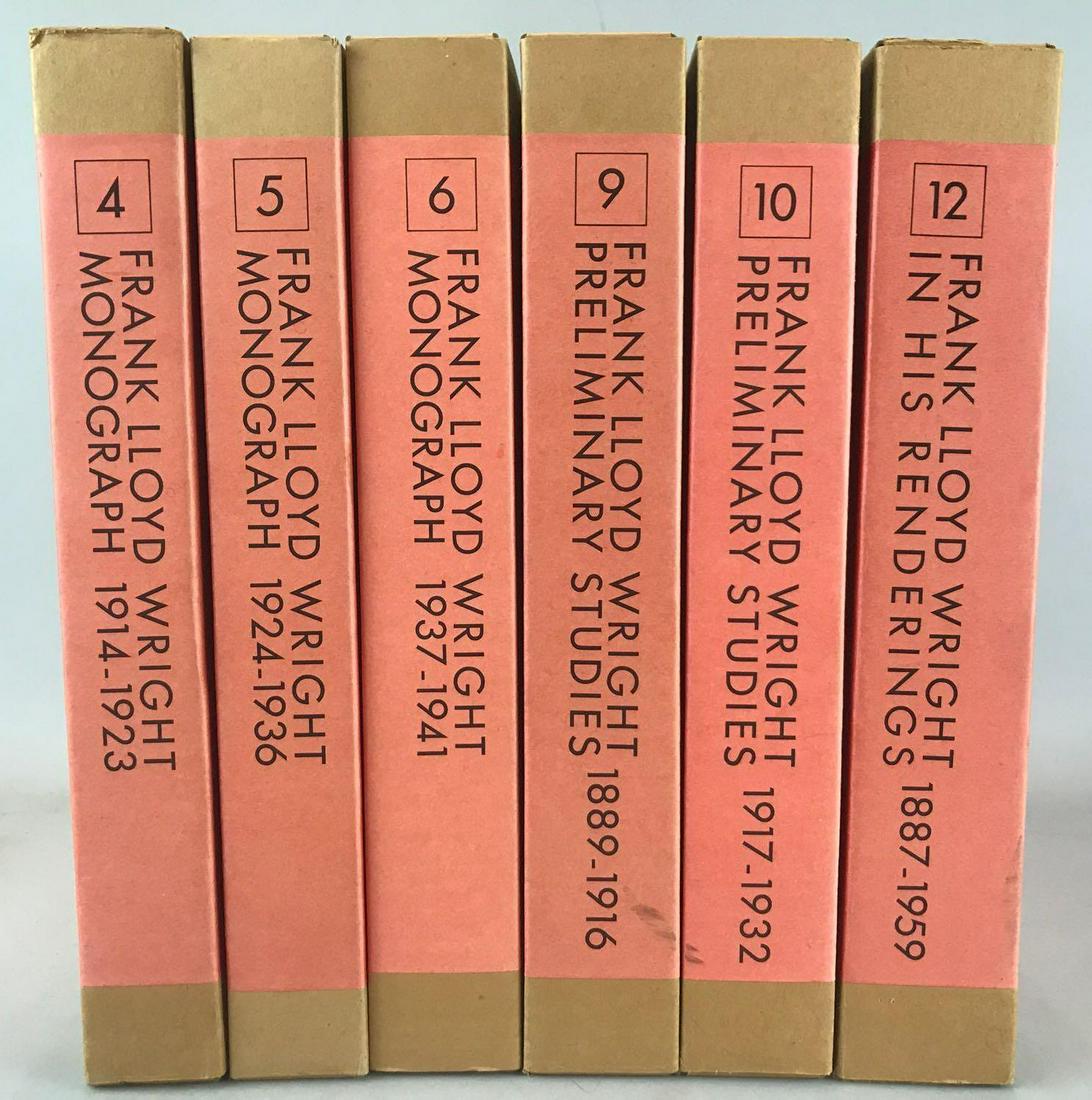 4
FRANK LLOYD WRIGHT
MONOGRAPH 1914-1923
5
FRANK LLOYD WRIGHT
MONOGRAPH 1924-1936
6
FRANK LLOYD WRIGHT
MONOGRAPH 1937-1941
9
FRANK LLOYD WRIGHT
PRELIMINARY STUDIES 1889-1916
10
FRANK LLOYD WRIGHT
PRELIMINARY STUDIES 1917-1932
12
FRANK LLOYD WRIGHT
IN HIS RENDERINGS 1887-1959